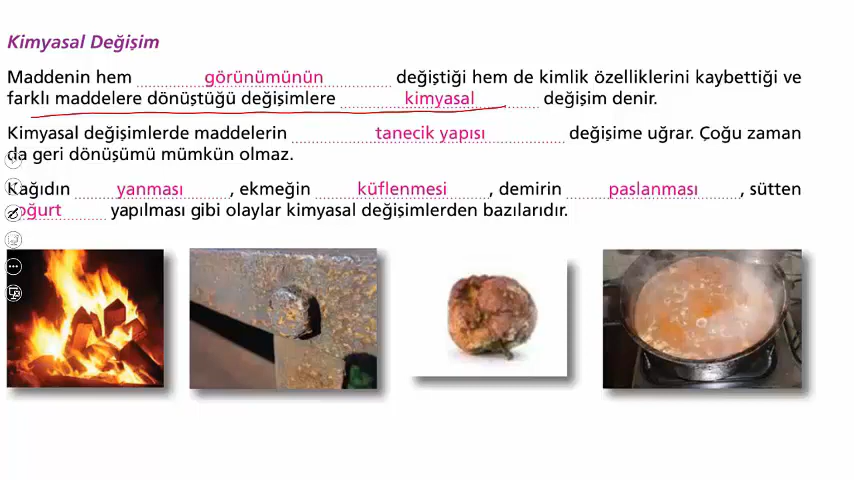 Kimyasal Değişim
Maddenin hem görünümünün değiştiği hem de kimlik özelliklerini kaybettiği ve
farklı maddelere dönüştüğü değişimlere kimyasal değişim denir.
Kimyasal değişimlerde maddelerin tanecik yapısı değişime uğrar. Çoğu zaman
da geri dönüşümü mümkün olmaz.
Kağıdın yanması, ekmeğin küflenmesi, demirin paslanması, sütten
yoğurt yapılması gibi olaylar kimyasal değişimlerden bazılarıdır.